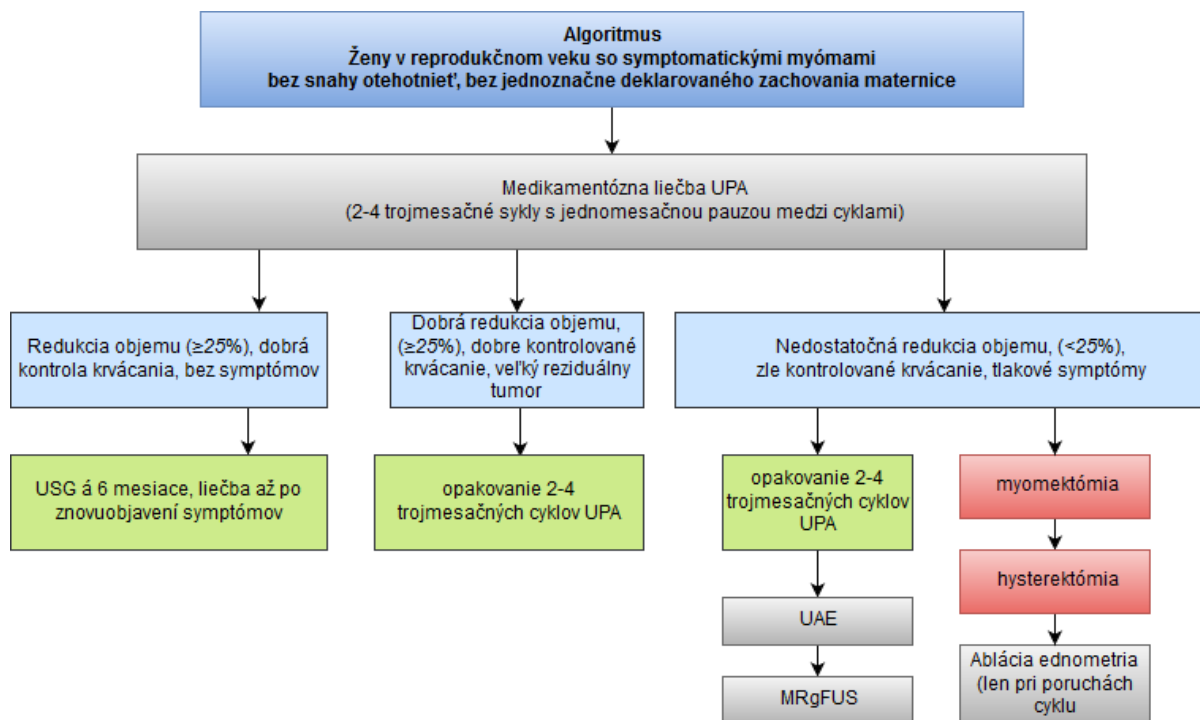 Algoritmus
Ženy v reprodukčnom veku so symptomatickými myómami
bez snahy otehotnieť, bez jednoznačne deklarovaného zachovania maternice
Medikamentózna liečba UPA
(2-4 trojmesačné sykly s jednomesačnou pauzou medzi cyklami)
Redukcia objemu (≥25%), dobrá
kontrola krvácania, bez symptómov
Dobrá redukcia objemu,
(≥25%), dobre kontrolované
krvácanie, veľký reziduálny
tumor
Nedostatočná redukcia objemu, (<25%),
zle kontrolované krvácanie, tlakové symptómy
USG á 6 mesiace, liečba až po
znovuobjavení symptómov
opakovanie 2-4
trojmesačných cyklov UPA
opakovanie 2-4
trojmesačných cyklov
UPA
UAE
MRgFUS
myomektómia
hysterektómia
Ablácia ednometria
(len pri poruchách
cyklu